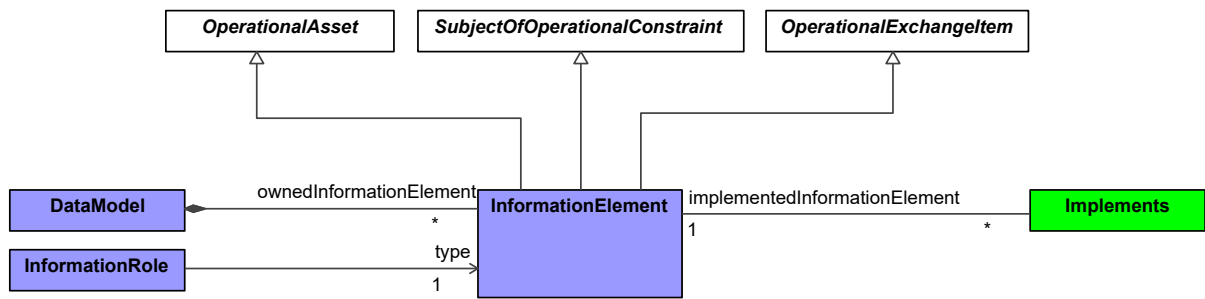 OperationalAsset
SubjectOfOperationalConstraint
OperationalExchangeItem
DataModel
ownedInformationElement
*
InformationElement
implementedInformationElement
1
*
Implements
InformationRole
type
1